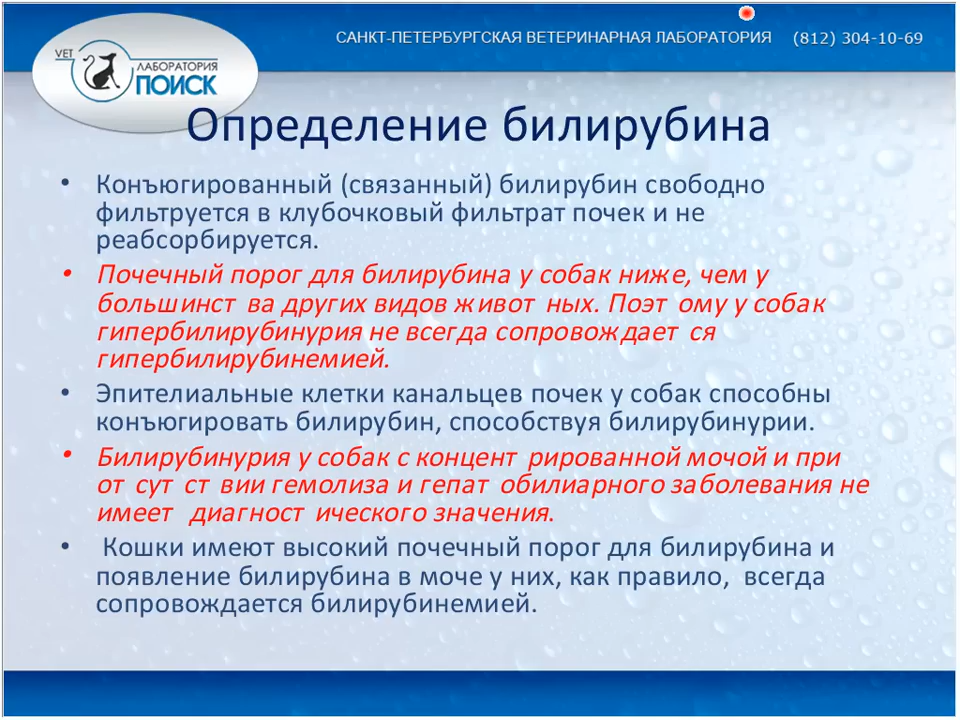 САНКТ-ПЕТЕРБУРГСКАЯ ВЕТЕРИНАРНАЯ ЛАБОРАТОРИЯ (812) 304-10-69
VET
ЛАБОРАТОРИЯ
ПОИСК
Определение билирубина
• Конъюгированный (связанный) билирубин свободно
фильтруется в клубочковый фильтрат почек и не
реабсорбируется.
• Почечный порог для билирубина у собак ниже, чем у
большинст ва других видов живот ных. Поэт ому у собак
гипербилирубинурия не всегда сопровождает ся
гипербилирубинемией.
• Эпителиальные клетки канальцев почек у собак способны
конъюгировать билирубин, способствуя билирубинурии.
• Билирубинурия у собак с концент рированной мочой и при
от сут ст вии гемолиза и гепат обилиарного заболевания не
имеет диагност ического значения.
• Кошки имеют высокий почечный порог для билирубина и
появление билирубина в моче у них, как правило, всегда
сопровождается билирубинемией.